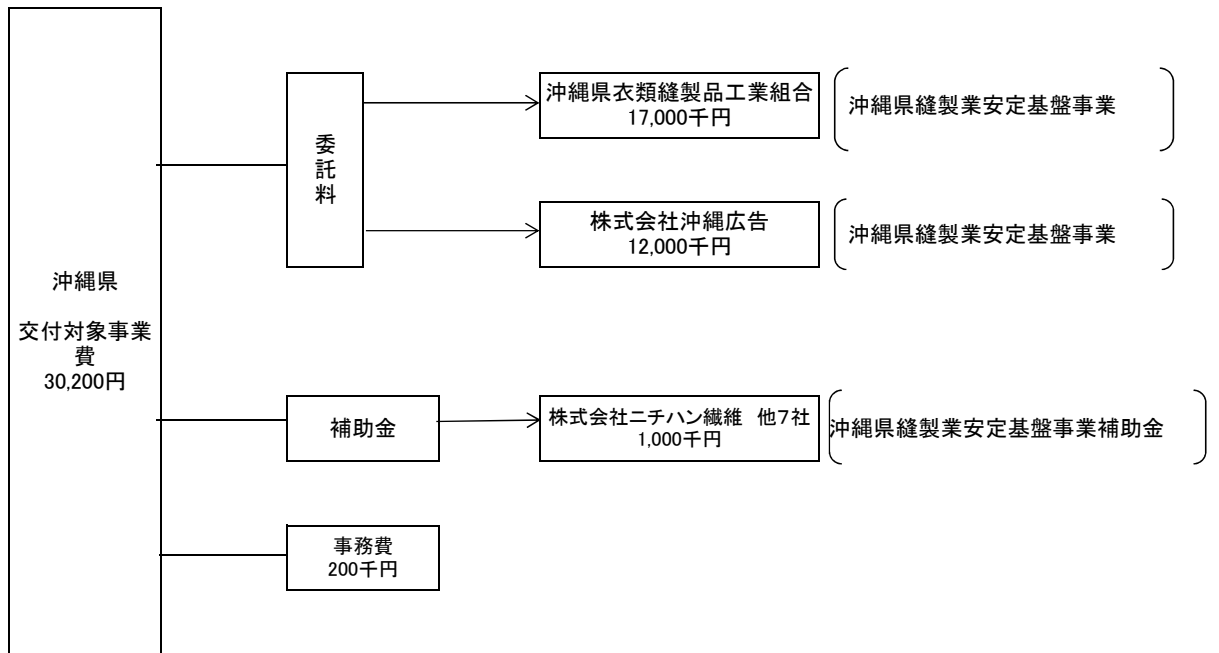 沖縄県
交付対象事業
費
30,200円
委
託
料
沖縄県衣類縫製品工業組合
17,000千円
沖縄県縫製業安定基盤事業
株式会社沖縄広告
12,000千円
沖縄県縫製業安定基盤事業
補助金
株式会社ニチハン繊維 他7社
1,000千円
沖縄県縫製業安定基盤事業補助金
事務費
200千円